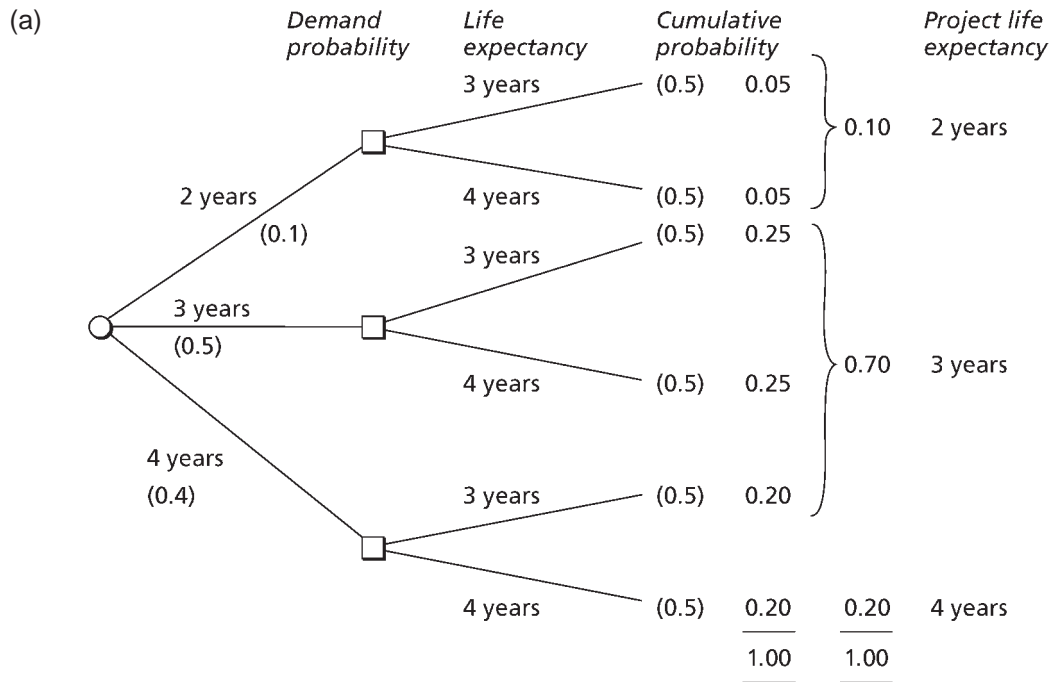 (a)
Demand probability
Life expectancy
Cumulative probability
Project life expectancy
3 years (0.5) 0.05
0.10 2 years
2 years
(0.1)
4 years (0.5) 0.05
3 years (0.5) 0.25
3 years
(0.5)
0.70 3 years
4 years (0.5) 0.25
4 years
(0.4)
3 years (0.5) 0.20
4 years (0.5) 0.20 0.20 4 years
1.00 1.00